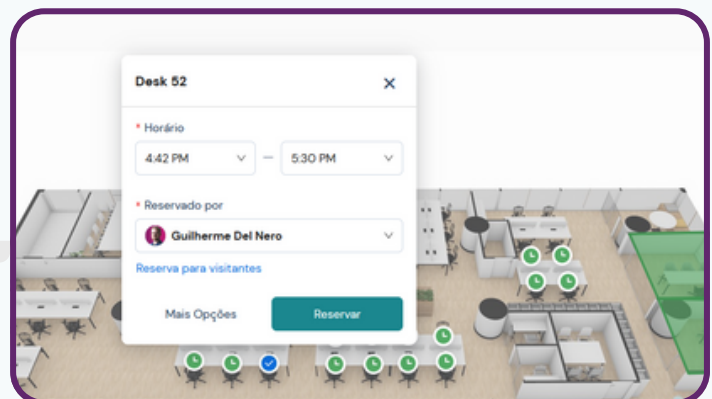 Desk 52
* Horário
4:42 PM – 5:30 PM
* Reservado por
Guilherme Del Nero
Reserva para visitantes
Mais Opções Reservar